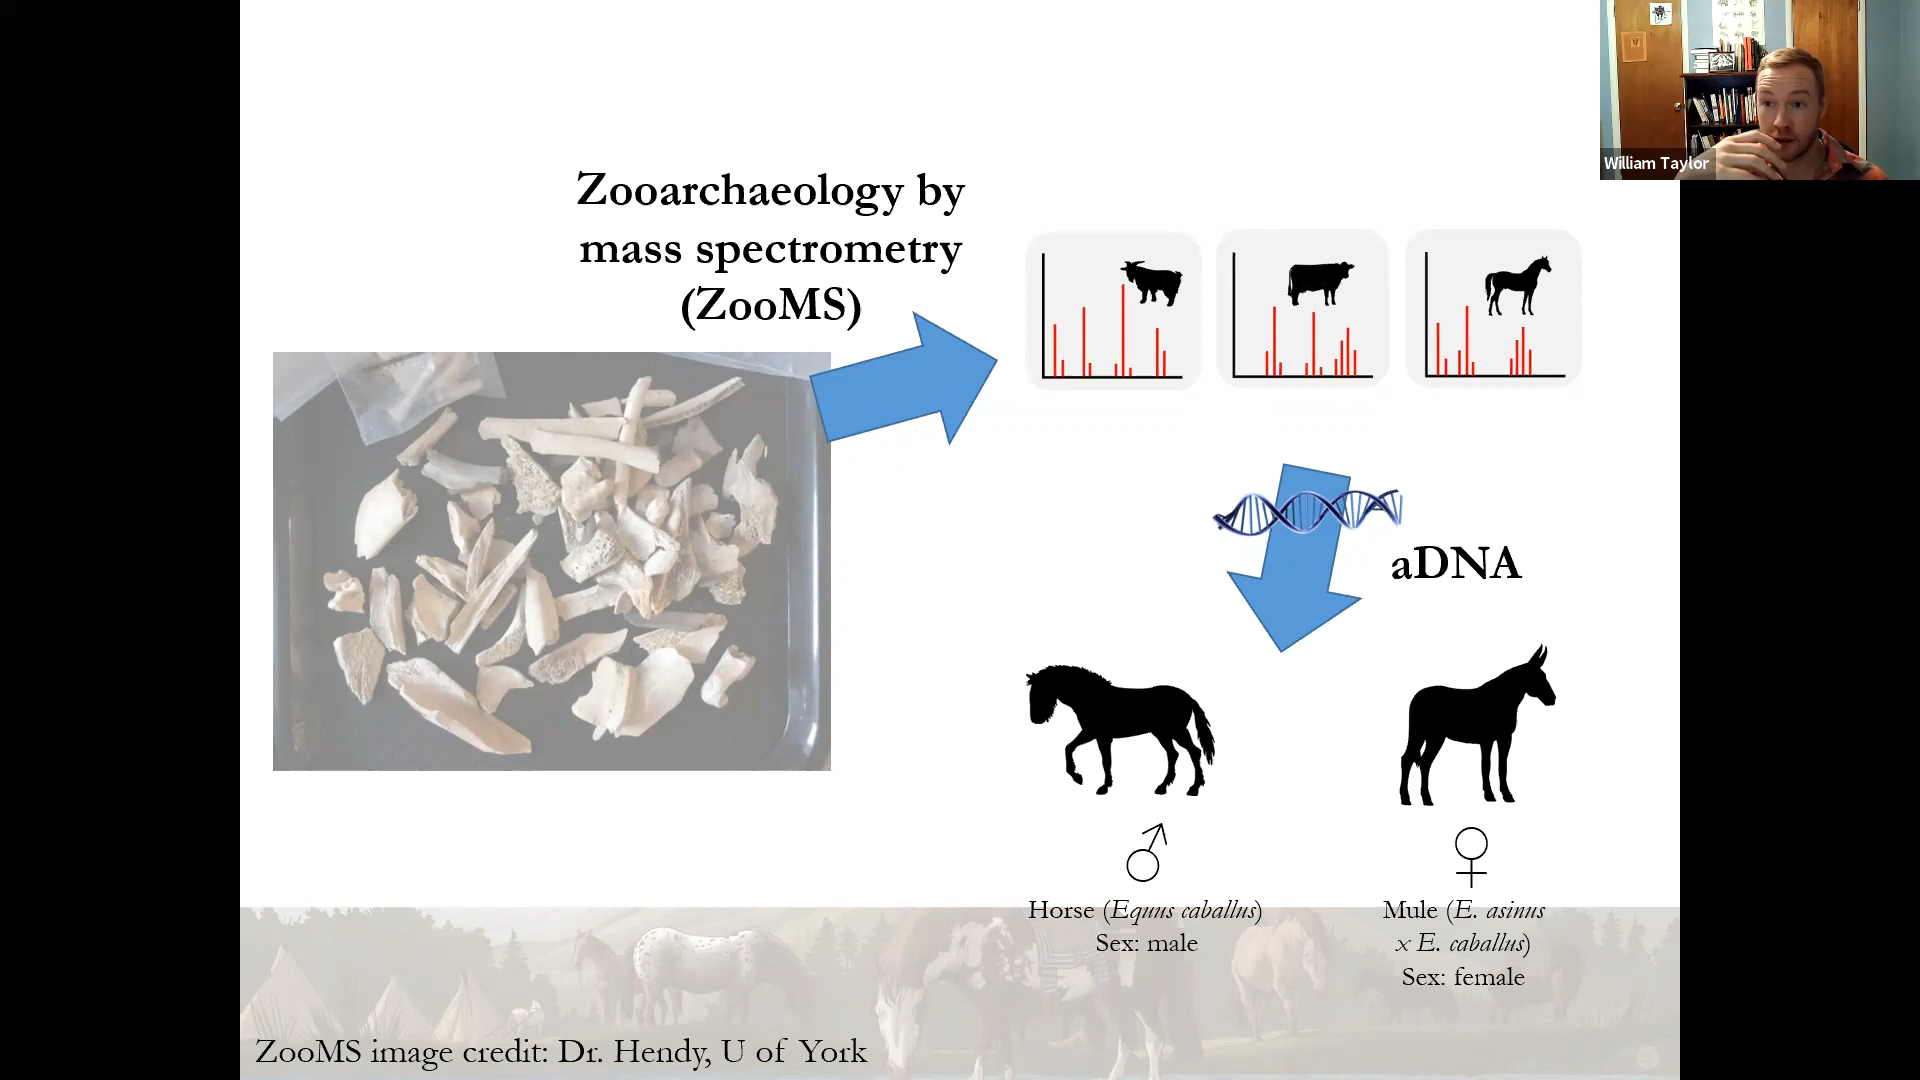 William Taylor
Zooarchaeology by
mass spectrometry
(ZooMS)
aDNA
Horse (Equus caballus)
Sex: male
Mule (E. asinus
x E. caballus)
Sex: female
ZooMS image credit: Dr. Hendy, U of York